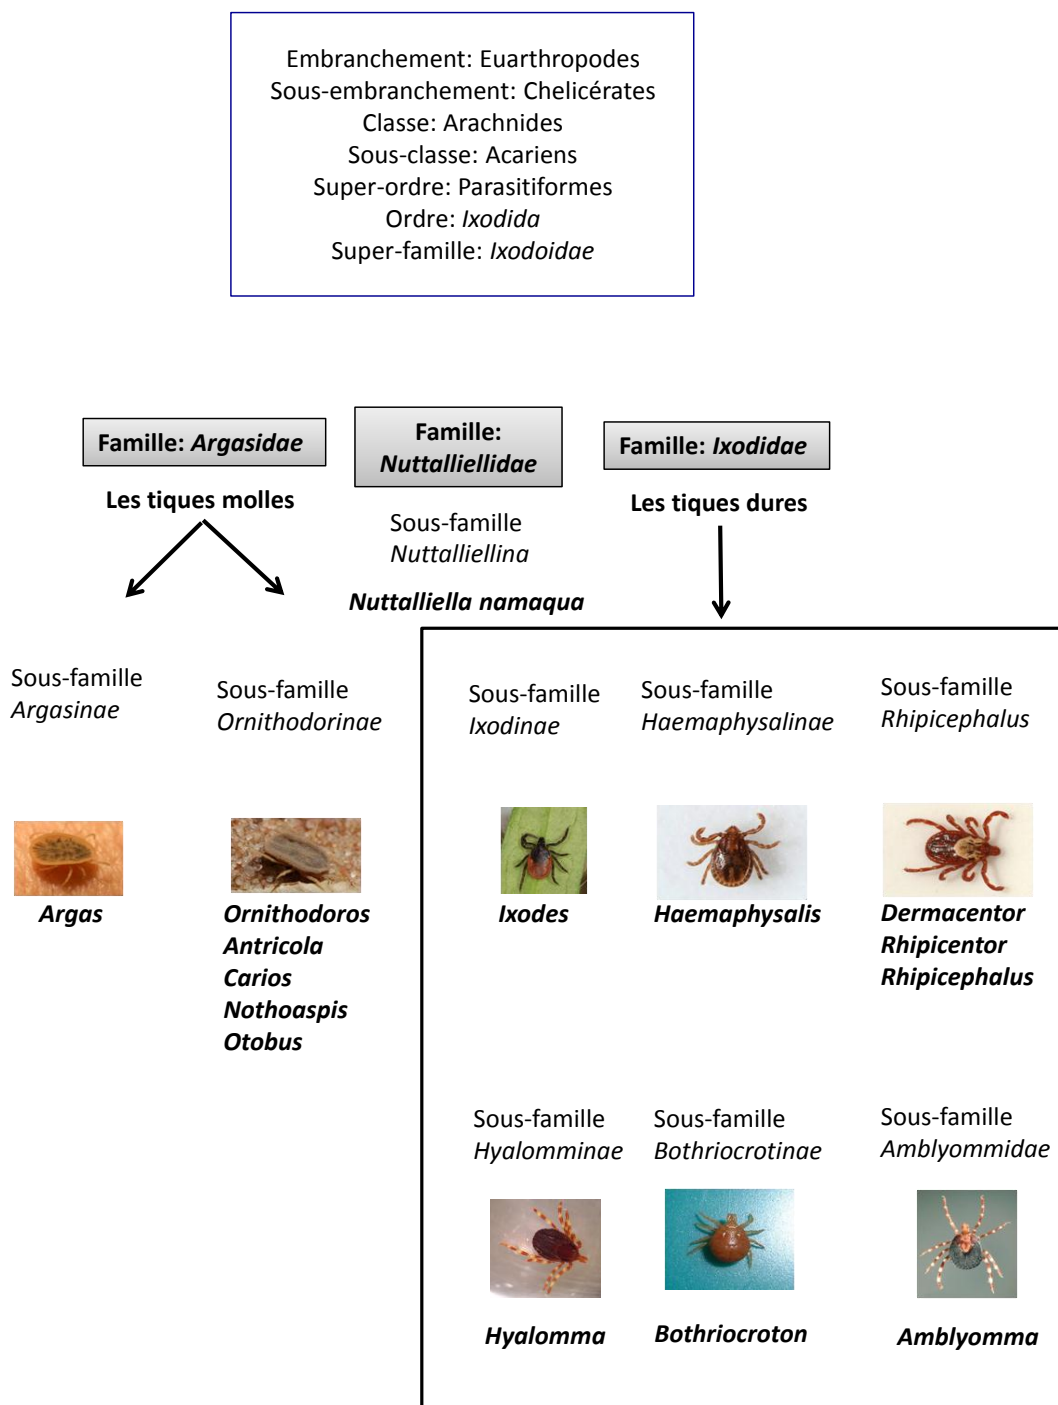 Embranchement: Euarthropodes
Sous-embranchement: Chelicérates
Classe: Arachnides
Sous-classe: Acariens
Super-ordre: Parasitiformes
Ordre: Ixodida
Super-famille: Ixodoidae
Famille: Argasidae
Les tiques molles
Famille:
Nuttalliellidae
Sous-famille
Nuttalliellina
Nuttalliella namaqua
Famille: Ixodidae
Les tiques dures
Sous-famille
Argasinae
Argas
Sous-famille
Ornithodorinae
Ornithodoros
Antricola
Carios
Nothoaspis
Otobus
Sous-famille
Ixodinae
Ixodes
Sous-famille
Haemaphysalinae
Haemaphysalis
Sous-famille
Rhipicephalus
Dermacentor
Rhipicentor
Rhipicephalus
Sous-famille
Hyalomminae
Hyalomma
Sous-famille
Bothriocrotinae
Bothriocroton
Sous-famille
Amblyommidae
Amblyomma